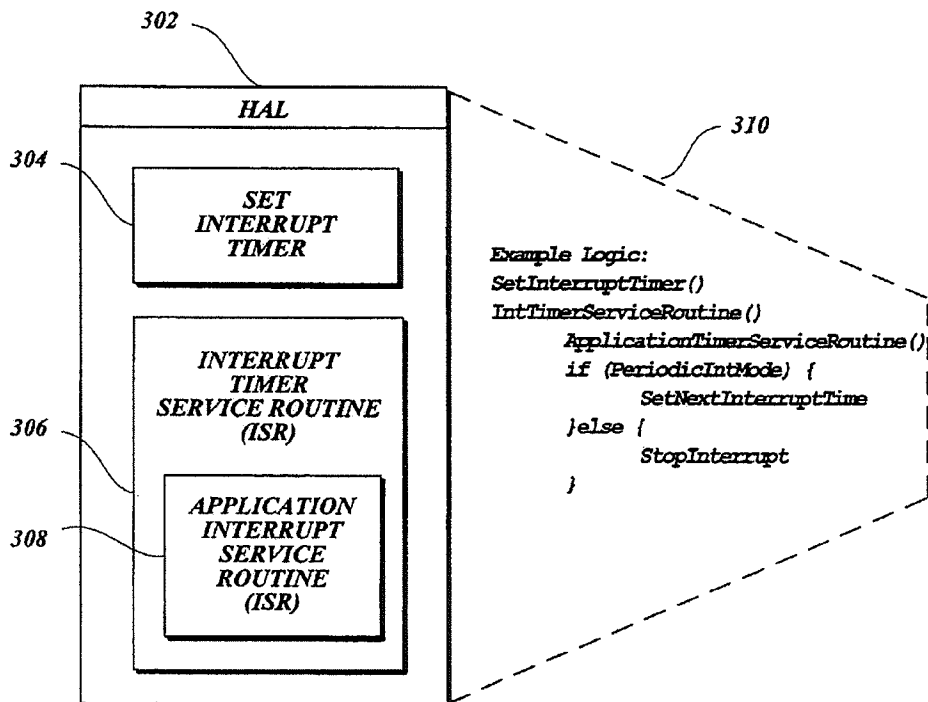 302
HAL
310
304
SET
INTERRUPT
TIMER
Example Logic:
SetInterruptTimer()
IntTimerServiceRoutine()
ApplicationTimerServiceRoutine()
if (PeriodicIntMode) {
SetNextInterruptTime
}else {
StopInterrupt
}
INTERRUPT
TIMER
SERVICE ROUTINE
(ISR)
306
APPLICATION
INTERRUPT
SERVICE
ROUTINE
(ISR)
308